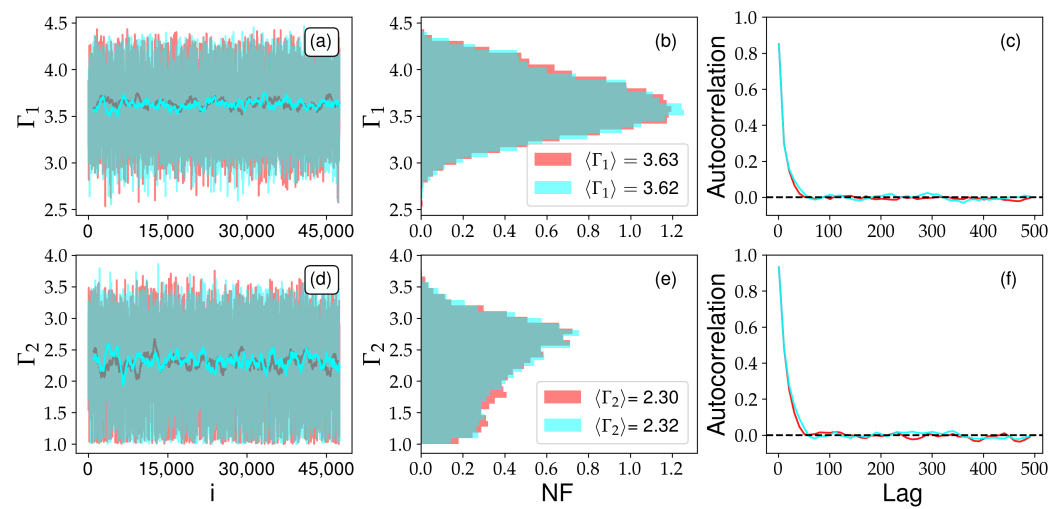 4.5
4.0
3.5
3.0
2.5
Γ₁
(a)
0
15,000
30,000
45,000
4.5
4.0
3.5
3.0
2.5
Γ₁
(b)
⟨Γ₁⟩ = 3.63
⟨Γ₁⟩ = 3.62
0.0 0.2 0.4 0.6 0.8 1.0 1.2
1.0
0.8
0.6
0.4
0.2
0.0
Autocorrelation
(c)
0 100 200 300 400 500
4.0
3.5
3.0
2.5
2.0
1.5
1.0
Γ₂
(d)
0
15,000
30,000
45,000
i
4.0
3.5
3.0
2.5
2.0
1.5
1.0
Γ₂
(e)
⟨Γ₂⟩= 2.30
⟨Γ₂⟩= 2.32
0.0 0.2 0.4 0.6 0.8 1.0 1.2
NF
1.0
0.8
0.6
0.4
0.2
0.0
Autocorrelation
(f)
0 100 200 300 400 500
Lag